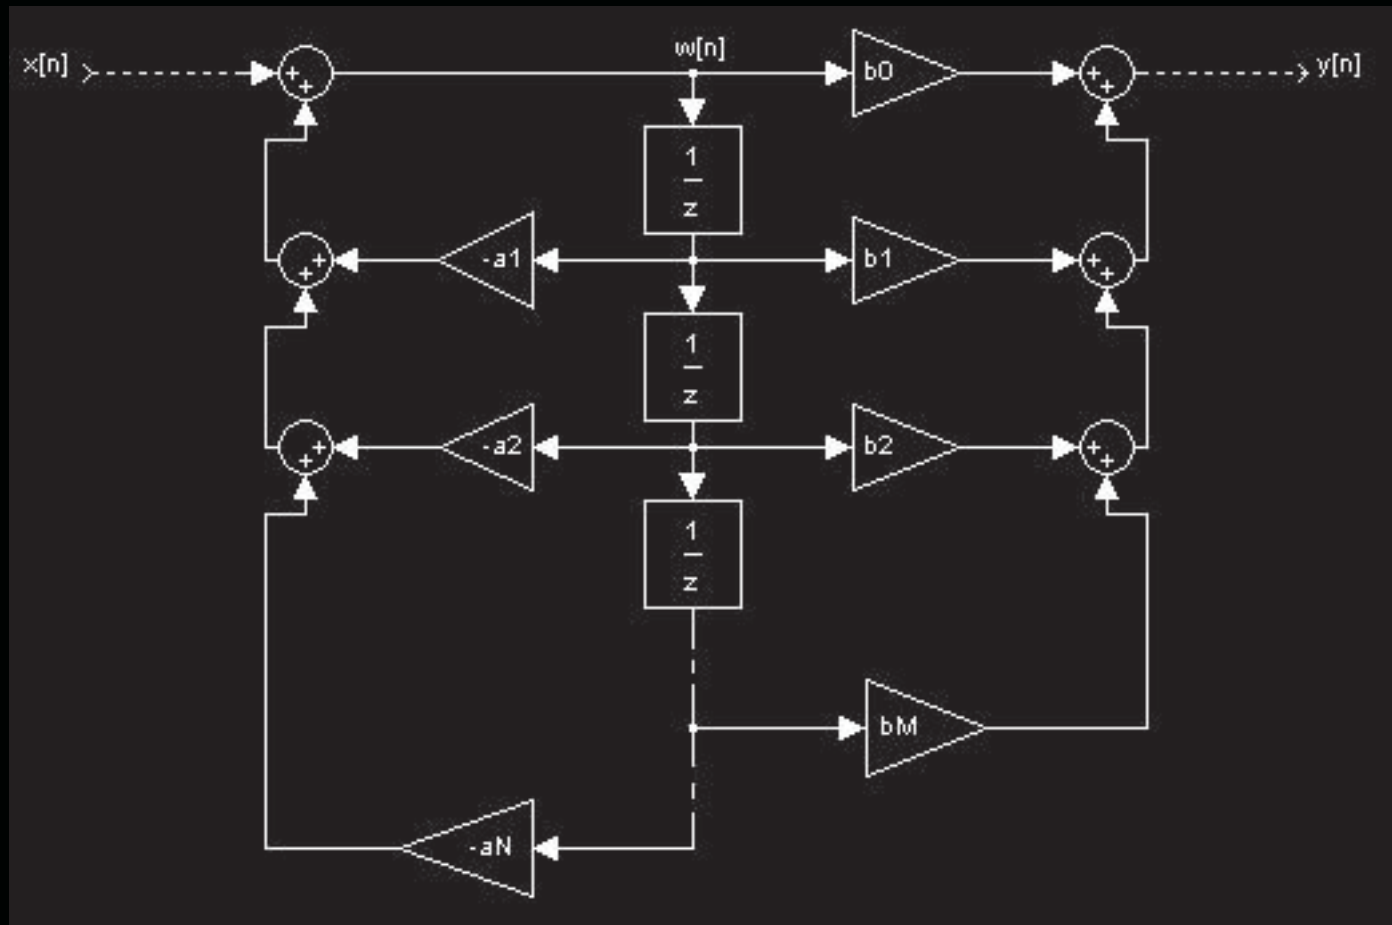 x[n]
w[n]
b0
y[n]
+
+
+
+
1
z
-a1
b1
+
+
+
+
1
z
-a2
b2
+
+
+
+
1
z
bM
-aN